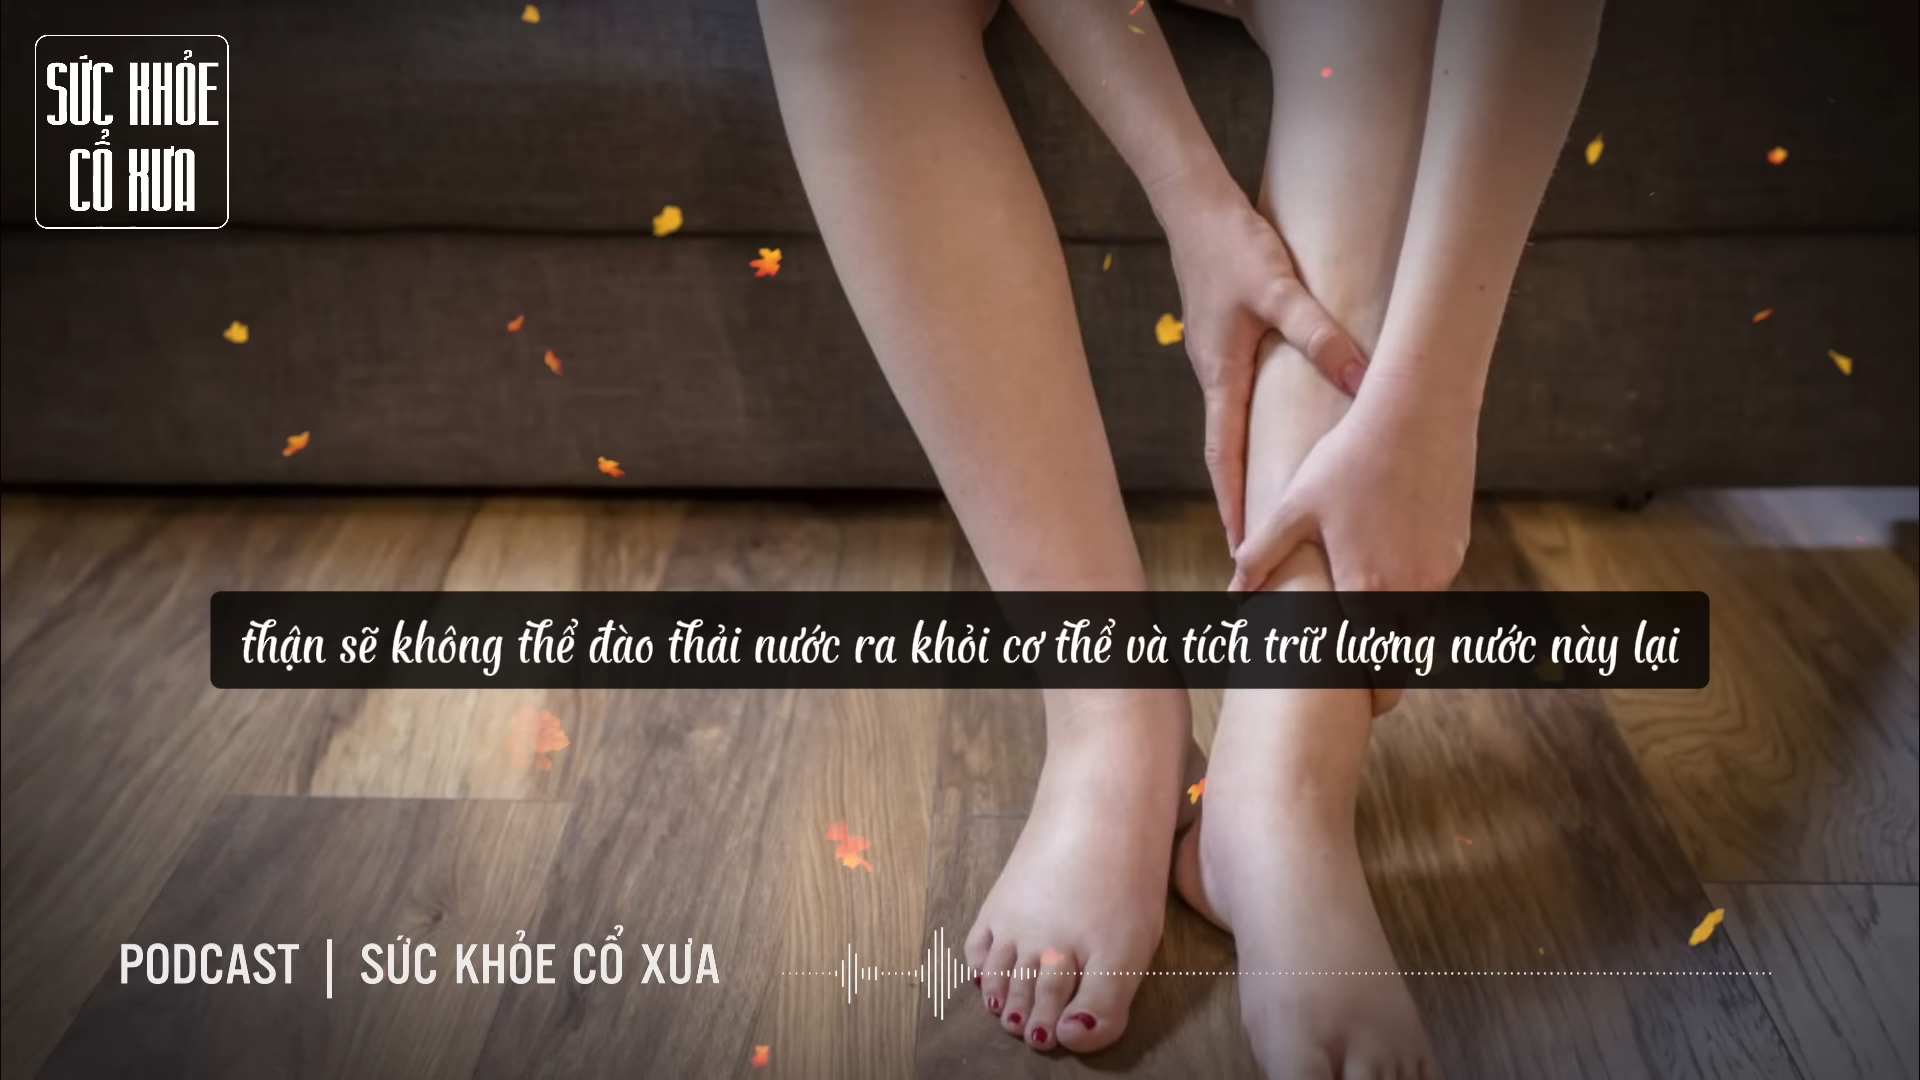 SỨC KHỎE
CỔ XƯA
thận sẽ không thể đào thải nước ra khỏi cơ thể và tích trữ lượng nước này lại
PODCAST | SỨC KHỎE CỔ XƯA